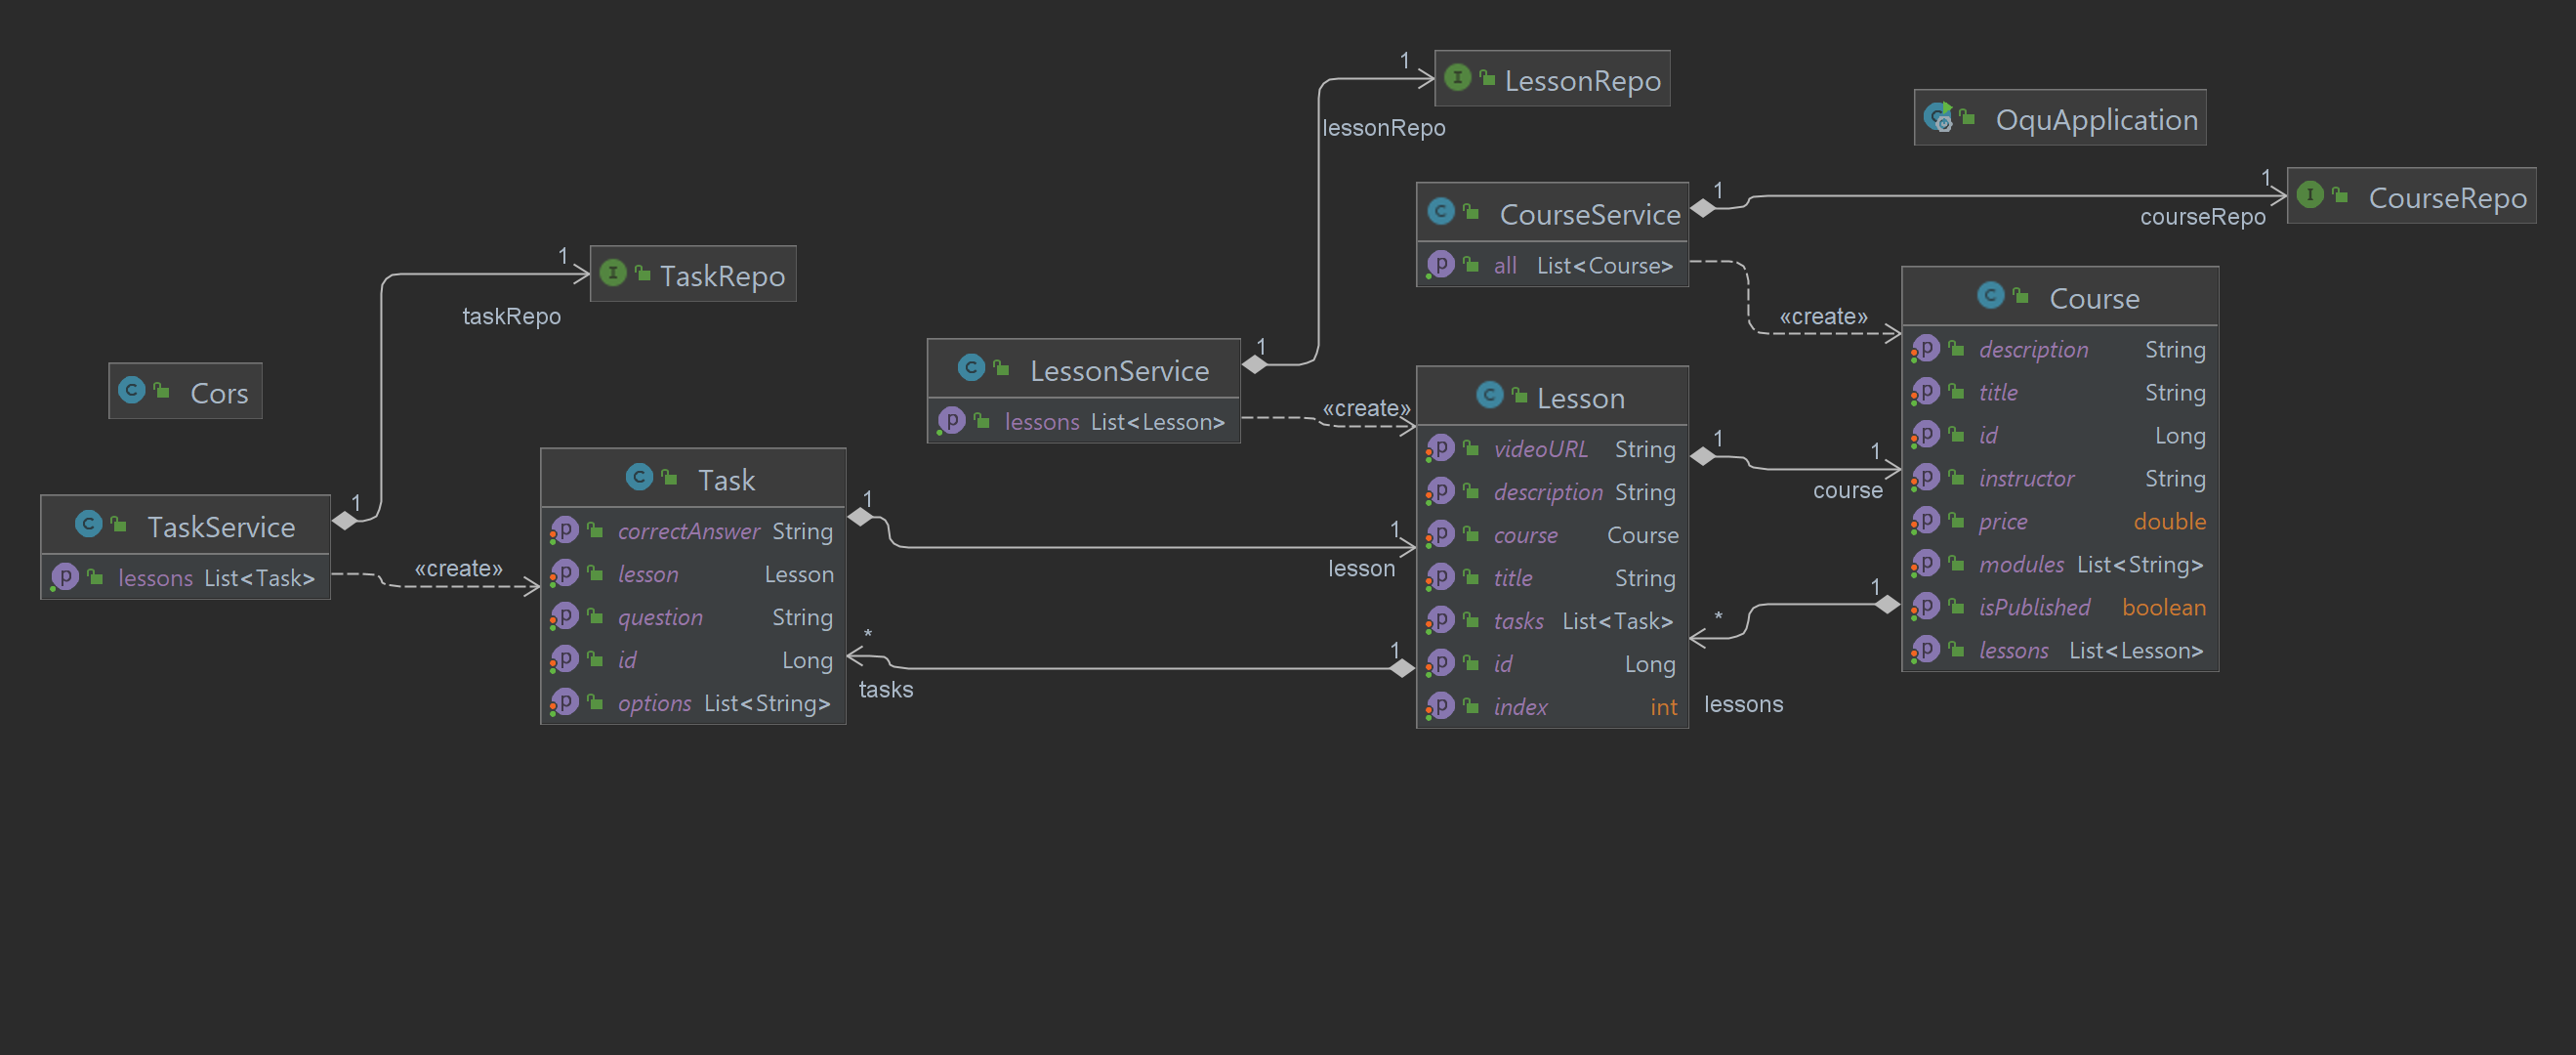 1
LessonRepo
lessonRepo
OquApplication
CourseService
1
1
CourseRepo
courseRepo
all List<Course>
«create»
1
TaskRepo
taskRepo
Course
description String
title String
id Long
instructor String
price double
modules List<String>
isPublished boolean
lessons List<Lesson>
Cors
LessonService
1
lessons List<Lesson>
«create»
Lesson
videoURL String
description String
course Course
title String
tasks List<Task>
id Long
index int
1
1
course
1
*
lessons
Task
correctAnswer String
lesson Lesson
question String
id Long
options List<String>
1
1
lesson
*
1
tasks
TaskService
1
lessons List<Task>
«create»